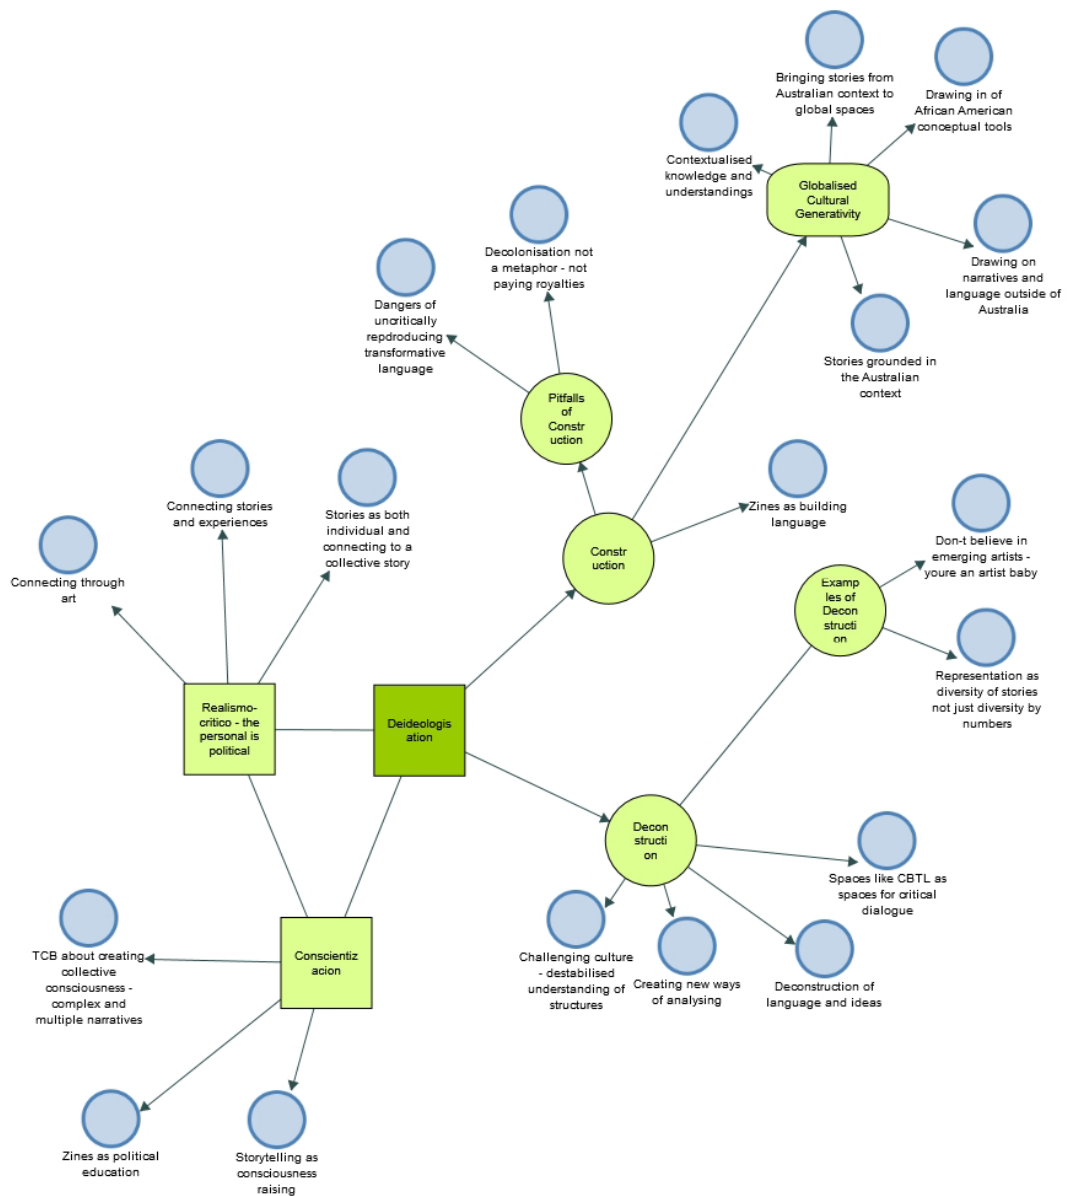 Bringing stories from
Australian context to
global spaces
Drawing in of
African American
conceptual tools
Contextualised
knowledge and
understandings
Globalised
Cultural
Generativity
Decolonisation not
a metaphor - not
paying royalties
Drawing on
narratives and
language outside of
Australia
Dangers of
uncritically
repdroducing
transformative
language
Stories grounded in
the Australian
context
Pitfalls
of
Constr
uction
Connecting stories
and experiences
Stories as both
individual and
connecting to a
collective story
Zines as building
language
Connecting through
art
Constr
uction
Don-t believe in
emerging artists -
youre an artist baby
Examp
les of
Decon
structi
on
Representation as
diversity of stories
not just diversity by
numbers
Realismo-
critico - the
personal is
political
Deideologis
ation
Decon
structi
on
Spaces like CBTL as
spaces for critical
dialogue
Challenging culture
- destabilised
understanding of
structures
Creating new ways
of analysing
Deconstruction of
language and ideas
TCB about creating
collective
consciousness -
complex and
multiple narratives
Conscientiz
acion
Zines as political
education
Storytelling as
consciousness
raising